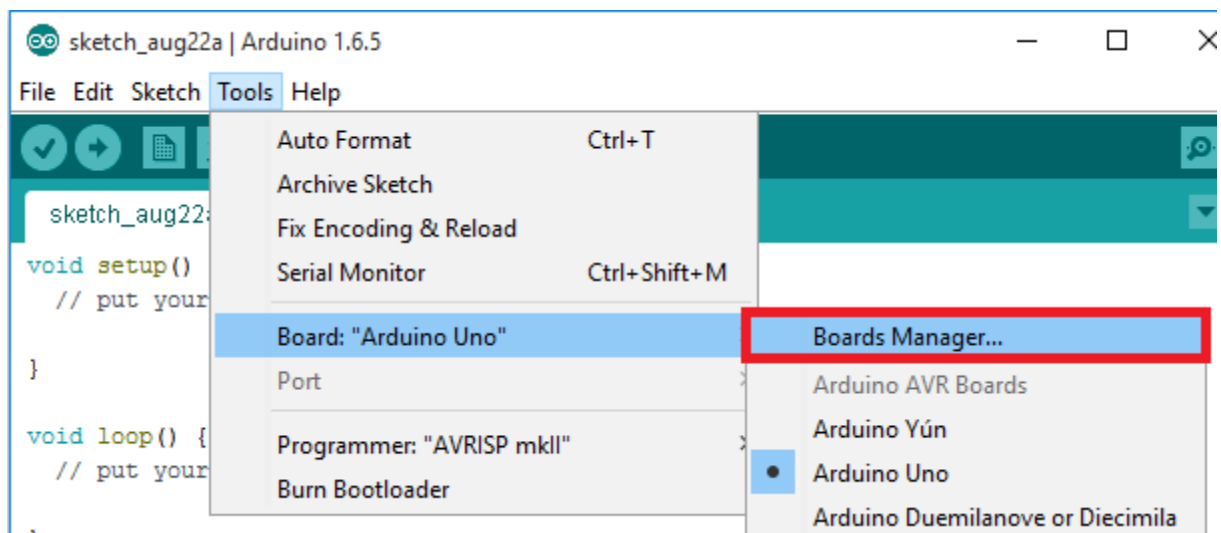 sketch_aug22a | Arduino 1.6.5
File Edit Sketch Tools Help
Auto Format Ctrl+T
Archive Sketch
sketch_aug22a
Fix Encoding & Reload
void setup()
Serial Monitor Ctrl+Shift+M
// put your
Board: "Arduino Uno"
Boards Manager...
}
Port
Arduino AVR Boards
Arduino Yún
void loop() {
Programmer: "AVRISP mkII"
// put your
Arduino Uno
Burn Bootloader
Arduino Duemilanove or Diecimila